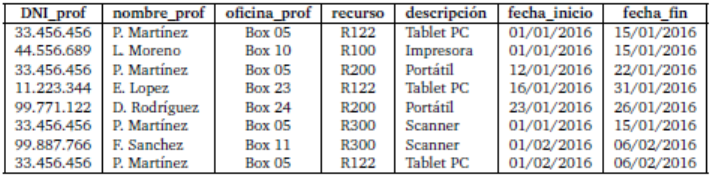 DNI_prof nombre_prof oficina_prof recurso descripción fecha_inicio fecha_fin
33.456.456 P. Martínez Box 05 R122 Tablet PC 01/01/2016 15/01/2016
44.556.689 L. Moreno Box 10 R100 Impresora 01/01/2016 15/01/2016
33.456.456 P. Martínez Box 05 R200 Portátil 12/01/2016 22/01/2016
11.223.344 E. Lopez Box 23 R122 Tablet PC 16/01/2016 31/01/2016
99.771.122 D. Rodríguez Box 24 R200 Portátil 23/01/2016 26/01/2016
33.456.456 P. Martínez Box 05 R300 Scanner 01/01/2016 15/01/2016
99.887.766 F. Sanchez Box 11 R300 Scanner 01/02/2016 06/02/2016
33.456.456 P. Martínez Box 05 R122 Tablet PC 01/02/2016 06/02/2016